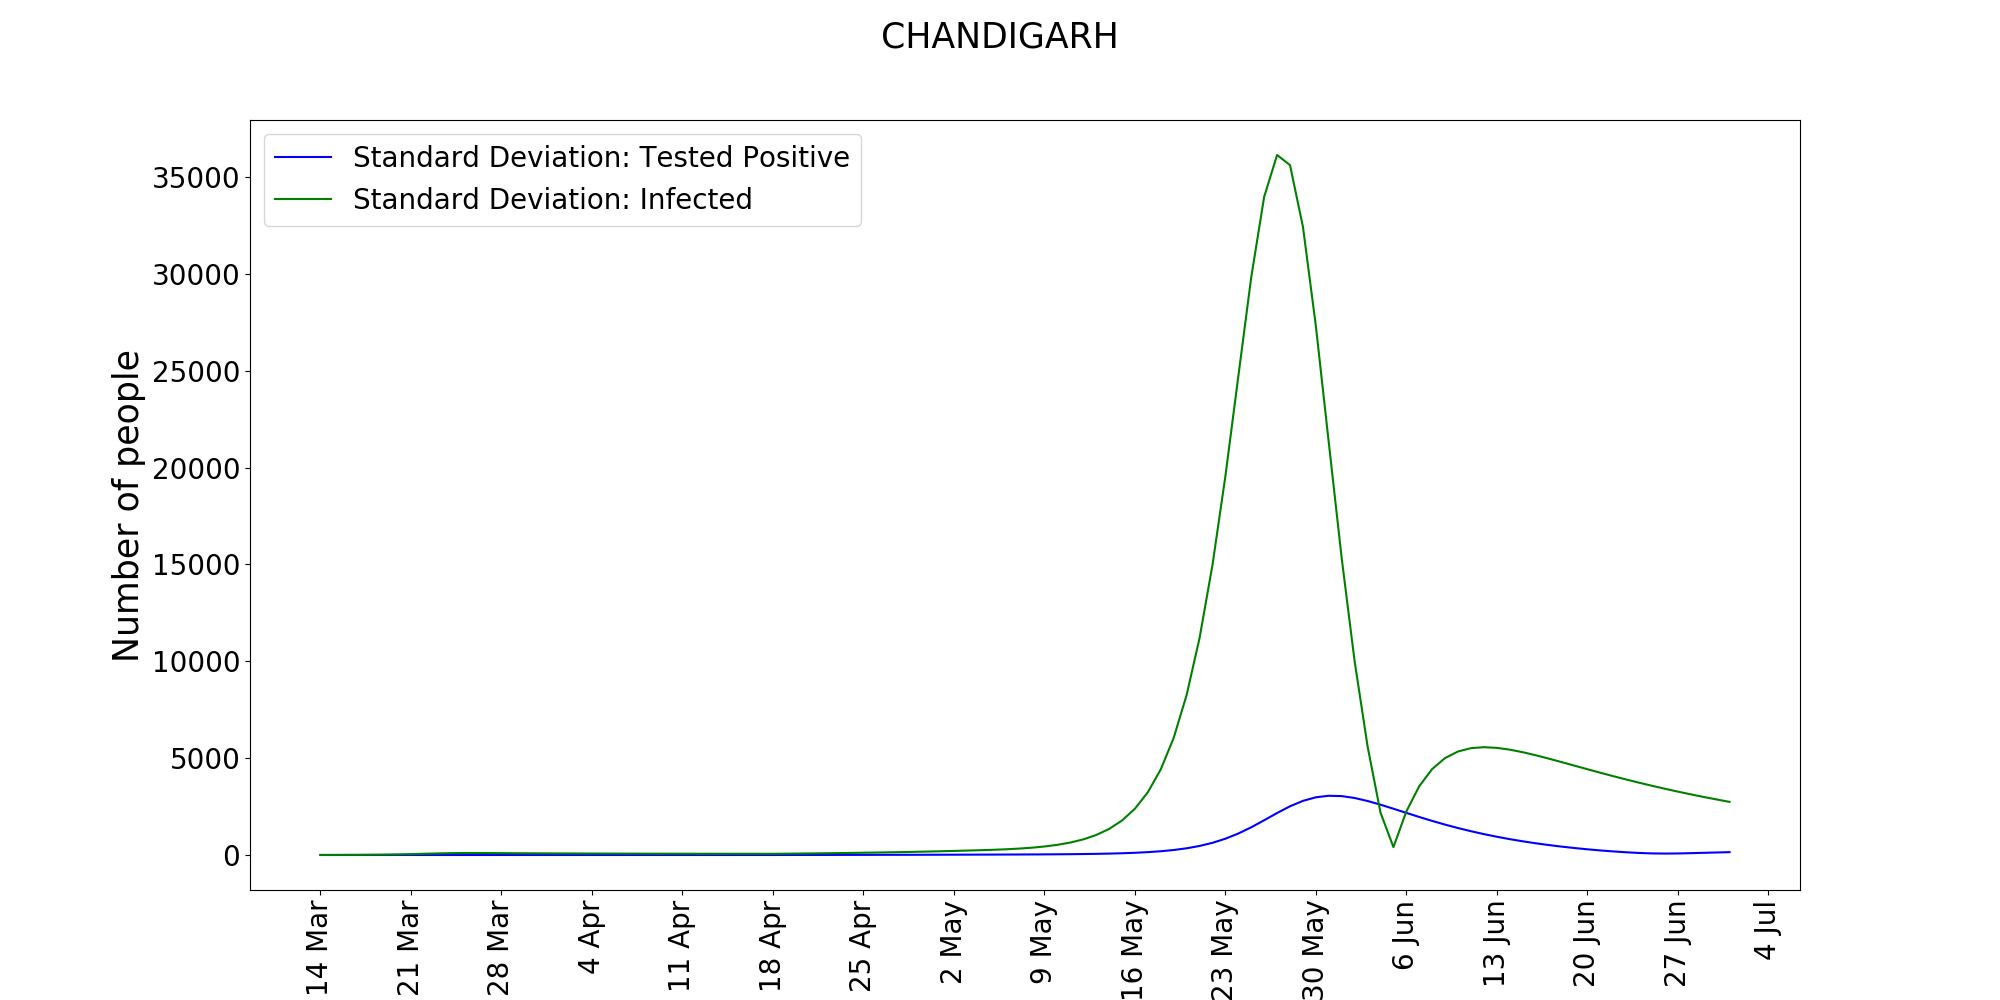 CHANDIGARH
Standard Deviation: Tested Positive
Standard Deviation: Infected
Number of people
35000
30000
25000
20000
15000
10000
5000
0
14 Mar
21 Mar
28 Mar
4 Apr
11 Apr
18 Apr
25 Apr
2 May
9 May
16 May
23 May
30 May
6 Jun
13 Jun
20 Jun
27 Jun
4 Jul